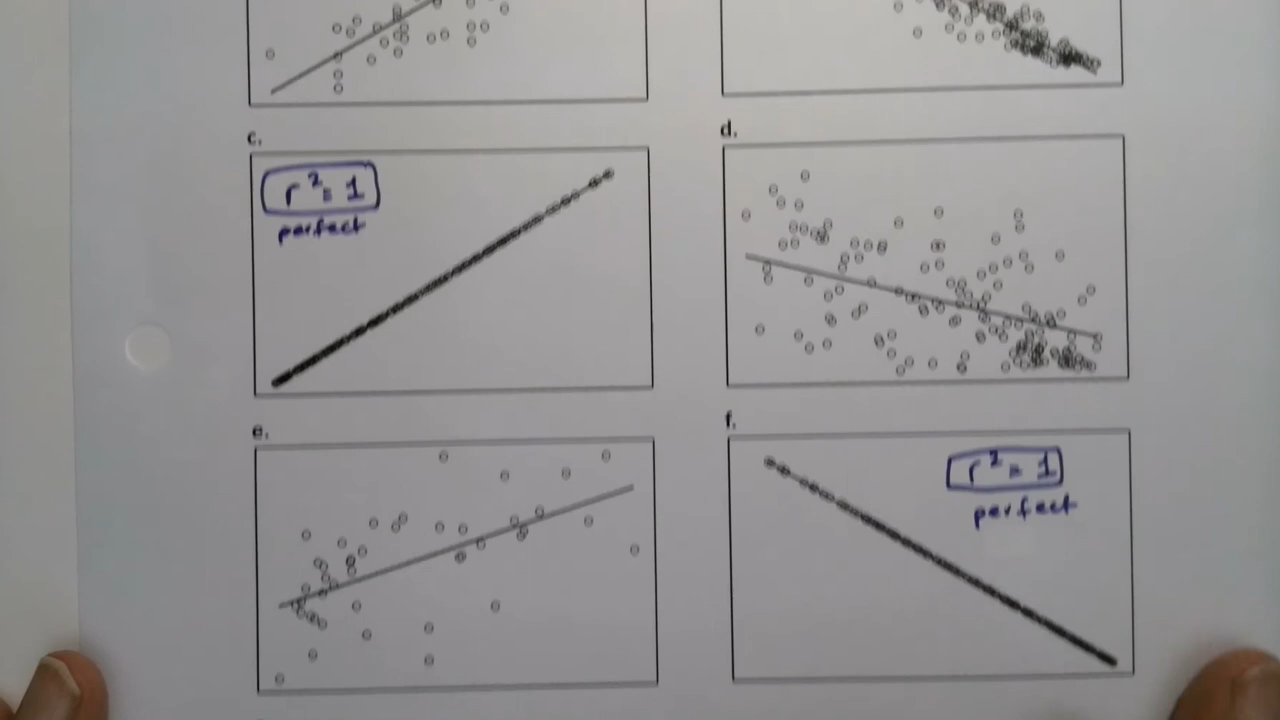 c.
d.
r² = 1
perfect
e.
f.
r² = 1
perfect